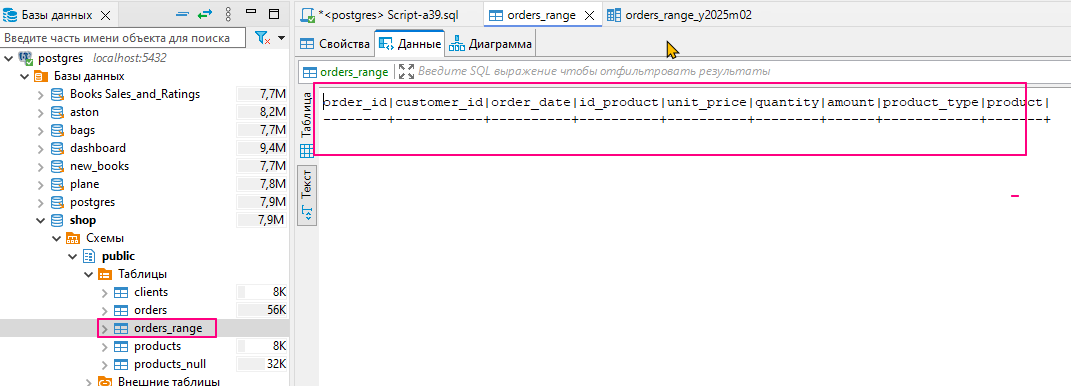 Базы данных
Введите часть имени объекта для поиска
postgres localhost:5432
Базы данных
Books Sales_and_Ratings 7,7M
aston 8,2M
bags 7,7M
dashboard 9,4M
new_books 7,7M
plane 7,8M
postgres 7,9M
shop 7,9M
Схемы
public
Таблицы
clients 8K
orders 56K
orders_range
products 8K
products_null 32K
Внешние таблицы
*<postgres> Script-a39.sql orders_range orders_range_y2025m02
Свойства Данные Диаграмма
orders_range Введите SQL выражение чтобы отфильтровать результаты
Таблица
Текст
order_id|customer_id|order_date|id_product|unit_price|quantity|amount|product_type|product|
--------+-----------+----------+----------+----------+--------+------+------------+-------+